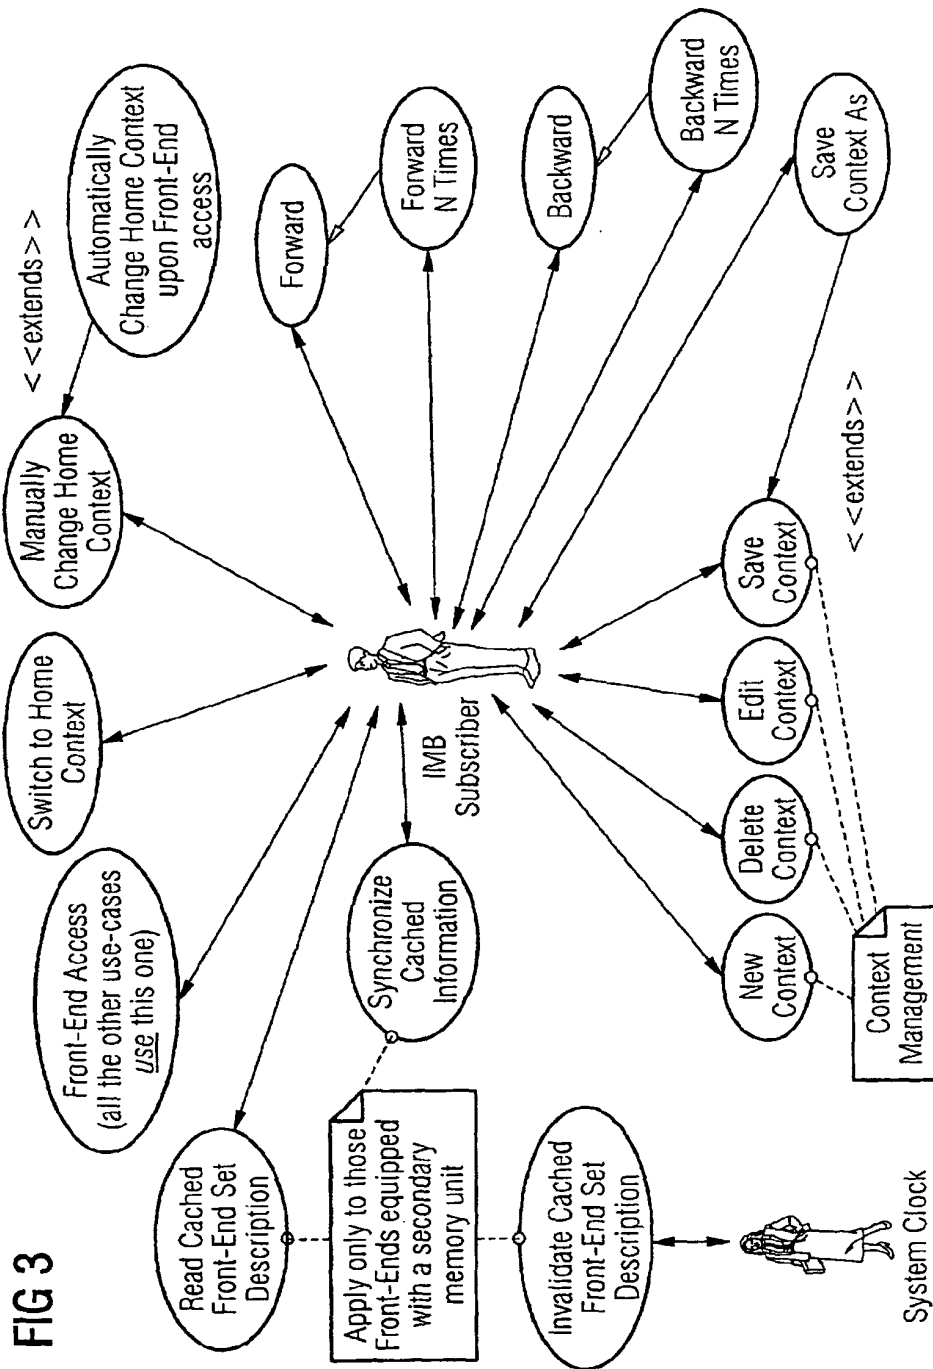 FIG 3
Read Cached
Front-End Set
Description
Apply only to those
Front-Ends equipped
with a secondary
memory unit
Invalidate Cached
Front-End Set
Description
System Clock
Front-End Access
(all the other use-cases
use this one)
Synchronize
Cached
Information
Switch to Home
Context
IMB
Subscriber
New
Context
Delete
Context
Edit
Context
Save
Context
Context
Management
Manually
Change Home
Context
<<extends>>
Automatically
Change Home Context
upon Front-End
access
Forward
Forward
N Times
Backward
Backward
N Times
Save
Context As
<<extends>>